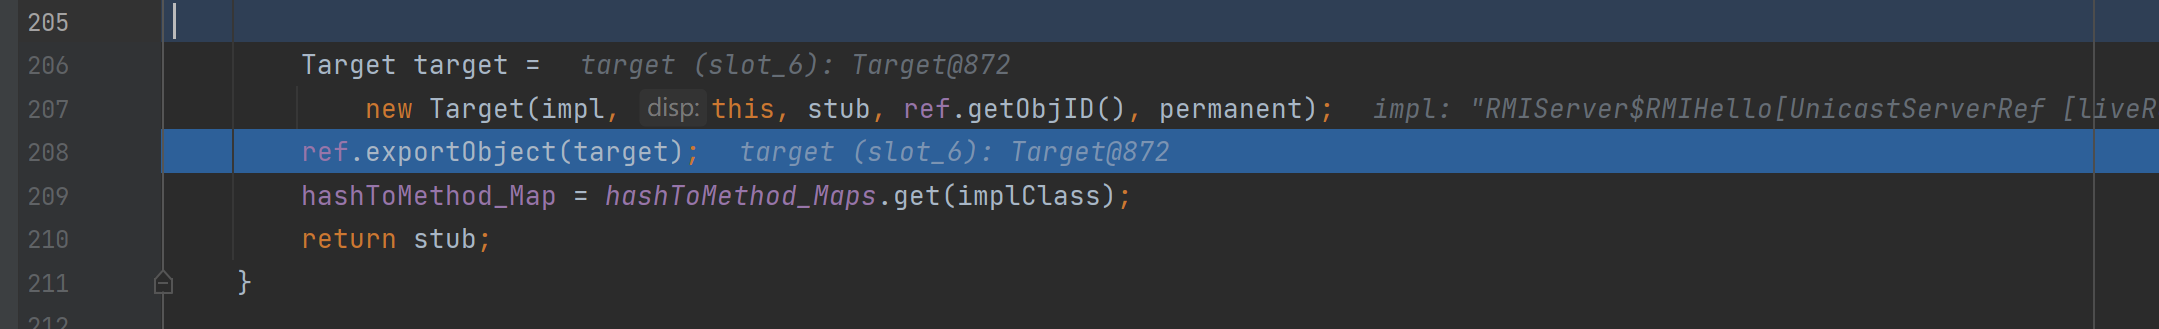 205
206 Target target = target (slot_6): Target@872
207 new Target(impl, disp: this, stub, ref.getObjID(), permanent); impl: "RMIServer$RMIHello[UnicastServerRef [liveR
208 ref.exportObject(target); target (slot_6): Target@872
209 hashToMethod_Map = hashToMethod_Maps.get(implClass);
210 return stub;
211 }
212